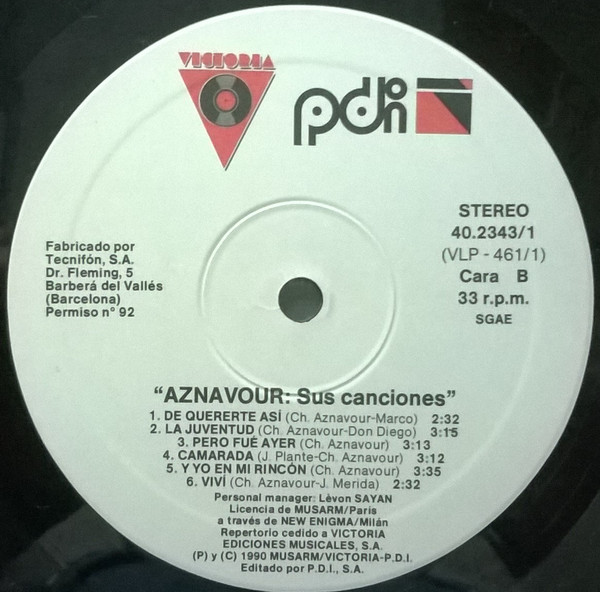 VICTORIA
pdi
STEREO
40.2343/1
(VLP - 461/1)
Cara B
33 r.p.m.
SGAE
Fabricado por
Tecnifón, S.A.
Dr. Fleming, 5
Barberá del Vallés
(Barcelona)
Permiso n° 92
"AZNAVOUR: Sus canciones"
1. DE QUERERTE ASÍ (Ch. Aznavour-Marco) 2:32
2. LA JUVENTUD (Ch. Aznavour-Don Diego) 3:15
3. PERO FUÉ AYER (Ch. Aznavour) 3:13
4. CAMARADA (J. Plante-Ch. Aznavour) 3:12
5. Y YO EN MI RINCÓN (Ch. Aznavour) 3:35
6. VIVÍ (Ch. Aznavour-J. Merida) 2:32
Personal manager: Lèvon SAYAN
Licencia de MUSARM/París
a través de NEW ENIGMA/Milán
Repertorio cedido a VICTORIA
EDICIONES MUSICALES, S.A.
(P) y (C) 1990 MUSARM/VICTORIA-P.D.I.
Editado por P.D.I., S.A.